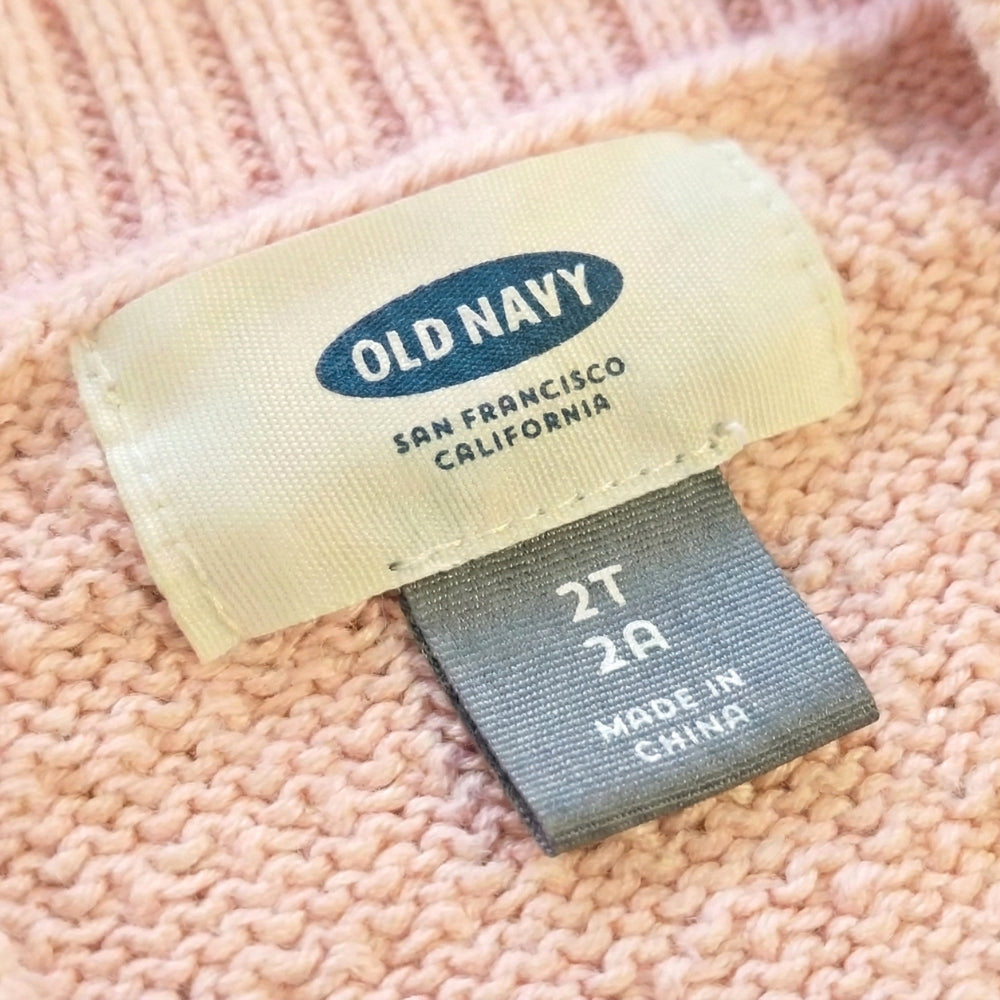 OLD NAVY
SAN FRANCISCO
CALIFORNIA
2T
2A
MADE IN
CHINA